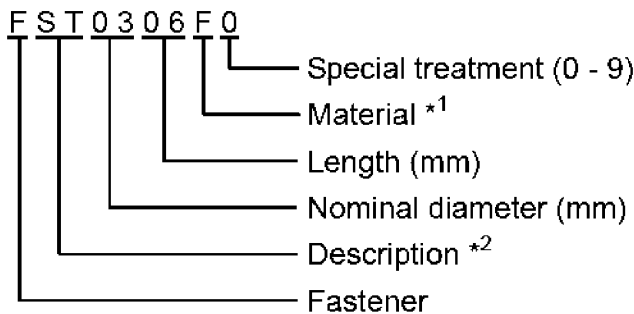 FST0306F0
Special treatment (0 - 9)
Material *1
Length (mm)
Nominal diameter (mm)
Description *2
Fastener